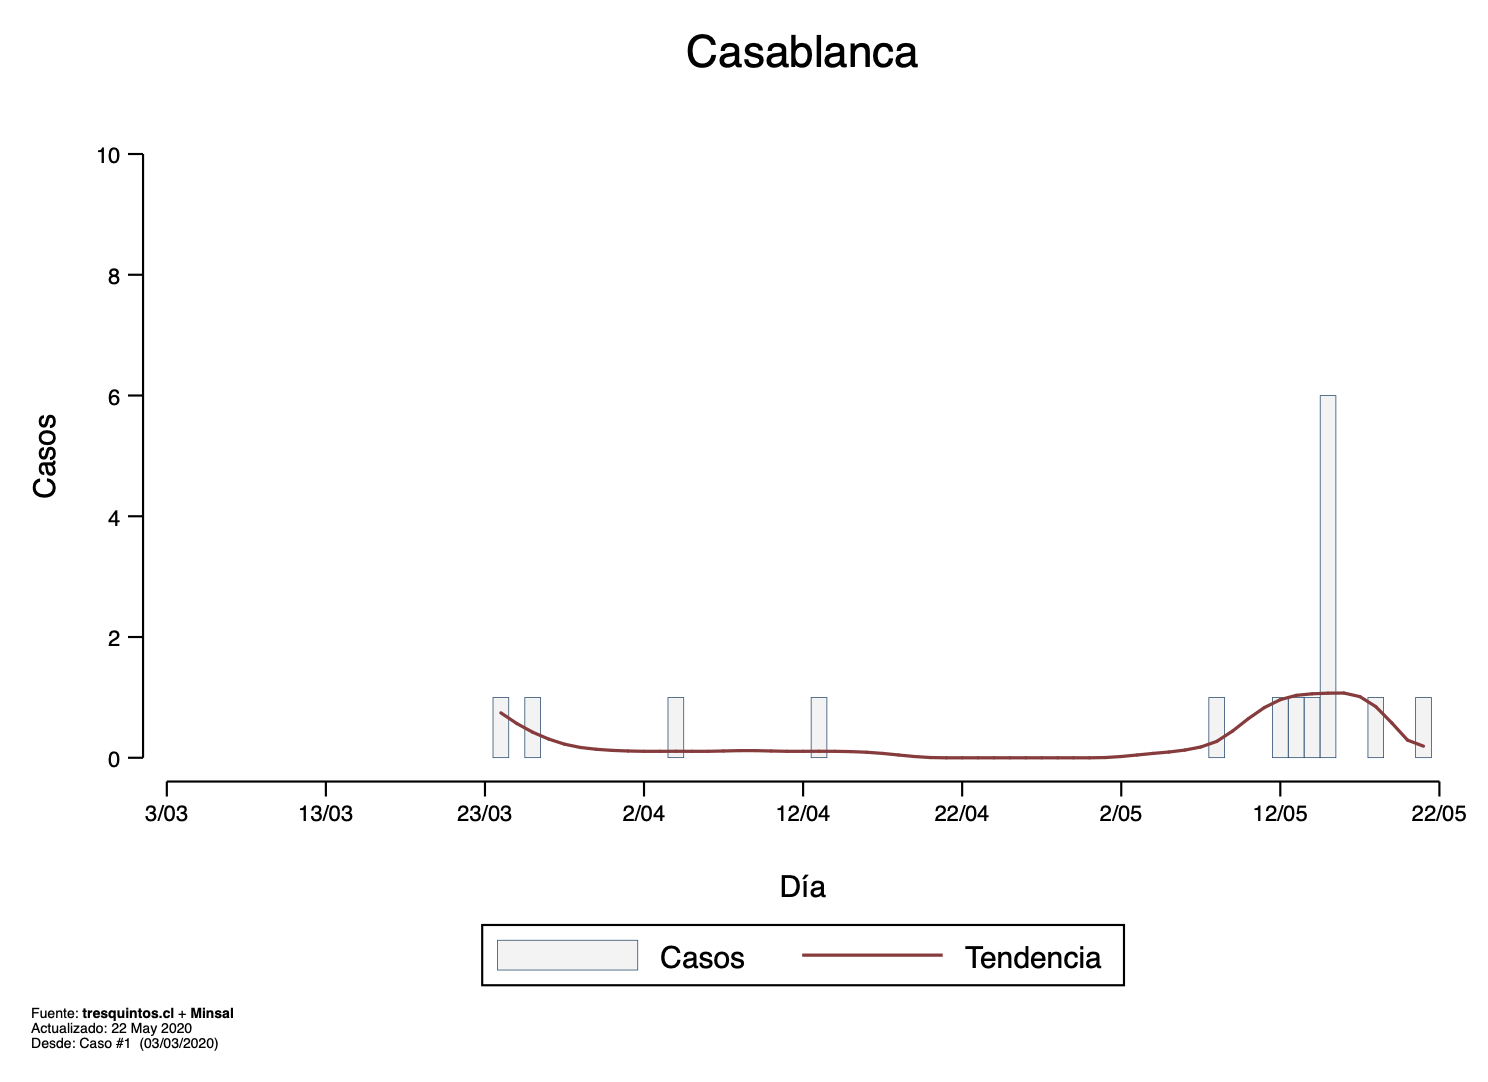 Casablanca
10
8
6
4
2
0
Casos
3/03 13/03 23/03 2/04 12/04 22/04 2/05 12/05 22/05
Día
Casos Tendencia
Fuente: tresquintos.cl + Minsal
Actualizado: 22 May 2020
Desde: Caso #1 (03/03/2020)